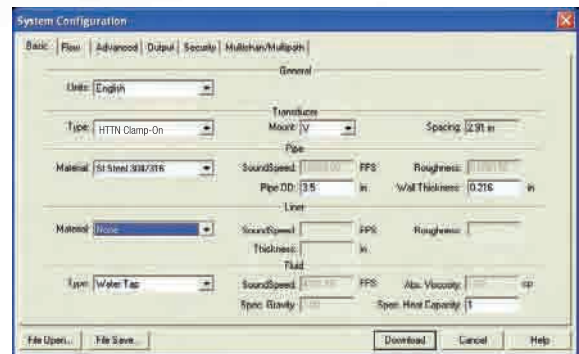 System Configuration
Basic Flow Advanced Output Security Multichan/Multipath
General
Units: English
Transducer
Type: HTTN Clamp-On Mount: V Spacing: 2.91 in
Pipe
Material: St Steel 304/316 SoundSpeed: FPS Roughness:
Pipe OD: 3.5 in Wall Thickness: 0.216 in
Liner
Material: None SoundSpeed: FPS Roughness:
Thickness: in
Fluid
Type: Water Tap SoundSpeed: FPS Abs. Viscosity: cp
Spec. Gravity: Spec. Heat Capacity: 1
File Open... File Save... Download Cancel Help